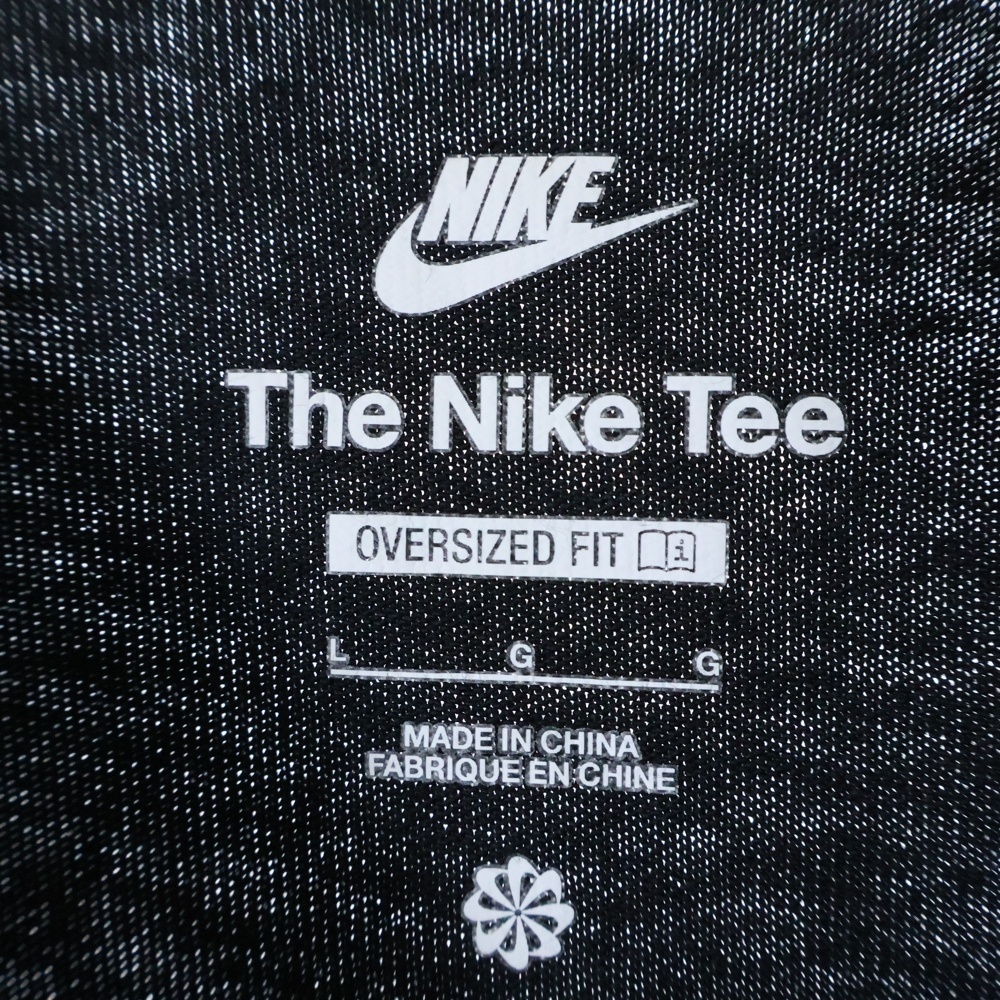 NIKE
The Nike Tee
OVERSIZED FIT i
L G G
MADE IN CHINA
FABRIQUE EN CHINE